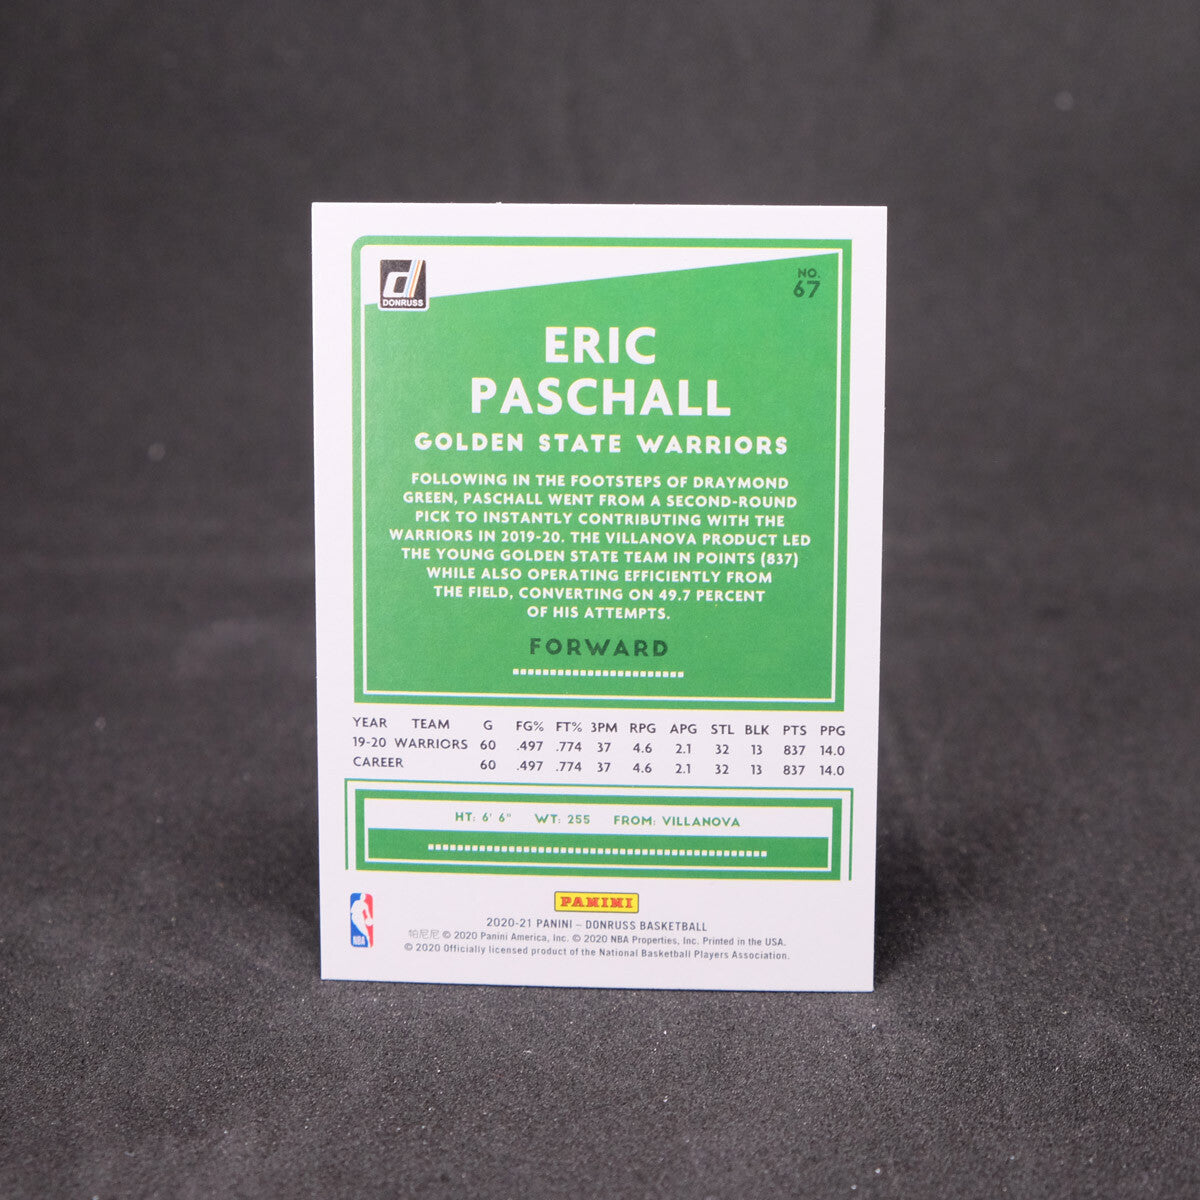 d
DONRUSS
NO.
67
ERIC
PASCHALL
GOLDEN STATE WARRIORS
FOLLOWING IN THE FOOTSTEPS OF DRAYMOND
GREEN, PASCHALL WENT FROM A SECOND-ROUND
PICK TO INSTANTLY CONTRIBUTING WITH THE
WARRIORS IN 2019-20. THE VILLANOVA PRODUCT LED
THE YOUNG GOLDEN STATE TEAM IN POINTS (837)
WHILE ALSO OPERATING EFFICIENTLY FROM
THE FIELD, CONVERTING ON 49.7 PERCENT
OF HIS ATTEMPTS.
FORWARD
YEAR TEAM G FG% FT% 3PM RPG APG STL BLK PTS PPG
19-20 WARRIORS 60 .497 .774 37 4.6 2.1 32 13 837 14.0
CAREER 60 .497 .774 37 4.6 2.1 32 13 837 14.0
HT: 6' 6" WT: 255 FROM: VILLANOVA
PANINI
NBA
2020-21 PANINI – DONRUSS BASKETBALL
帕尼尼 © 2020 Panini America, Inc. © 2020 NBA Properties, Inc. Printed in the USA.
© 2020 Officially licensed product of the National Basketball Players Association.